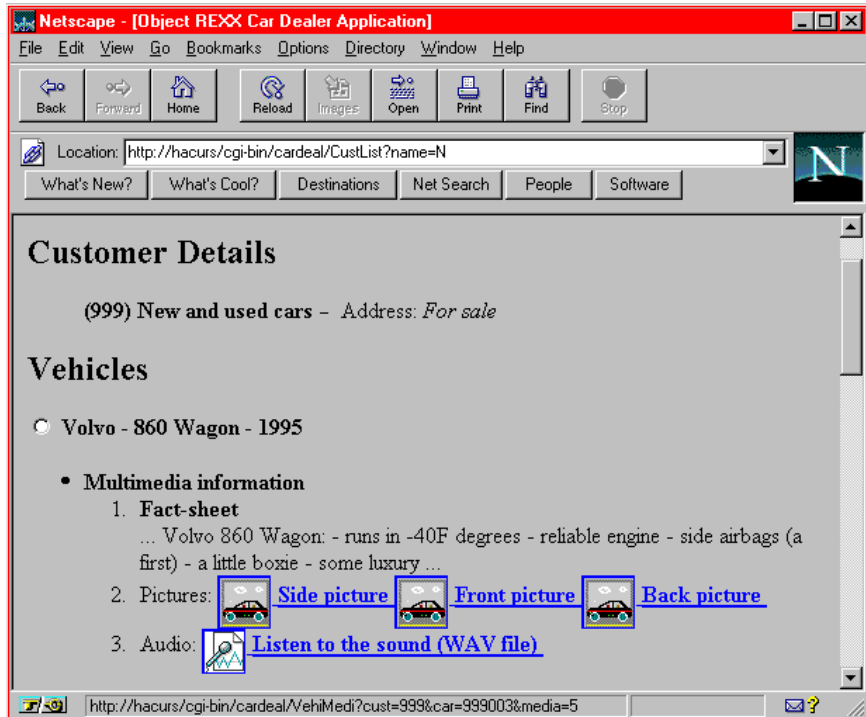 Netscape - [Object REXX Car Dealer Application]
File Edit View Go Bookmarks Options Directory Window Help
Back Forward Home Reload Images Open Print Find Stop
Location: http://hacurs/cgi-bin/cardeal/CustList?name=N
N
What's New? What's Cool? Destinations Net Search People Software
Customer Details
(999) New and used cars – Address: For sale
Vehicles
Volvo - 860 Wagon - 1995
• Multimedia information
1. Fact-sheet
... Volvo 860 Wagon: - runs in -40F degrees - reliable engine - side airbags (a
first) - a little boxie - some luxury ...
2. Pictures: Side picture Front picture Back picture
3. Audio: Listen to the sound (WAV file)
http://hacurs/cgi-bin/cardeal/VehiMedi?cust=999&car=999003&media=5
?